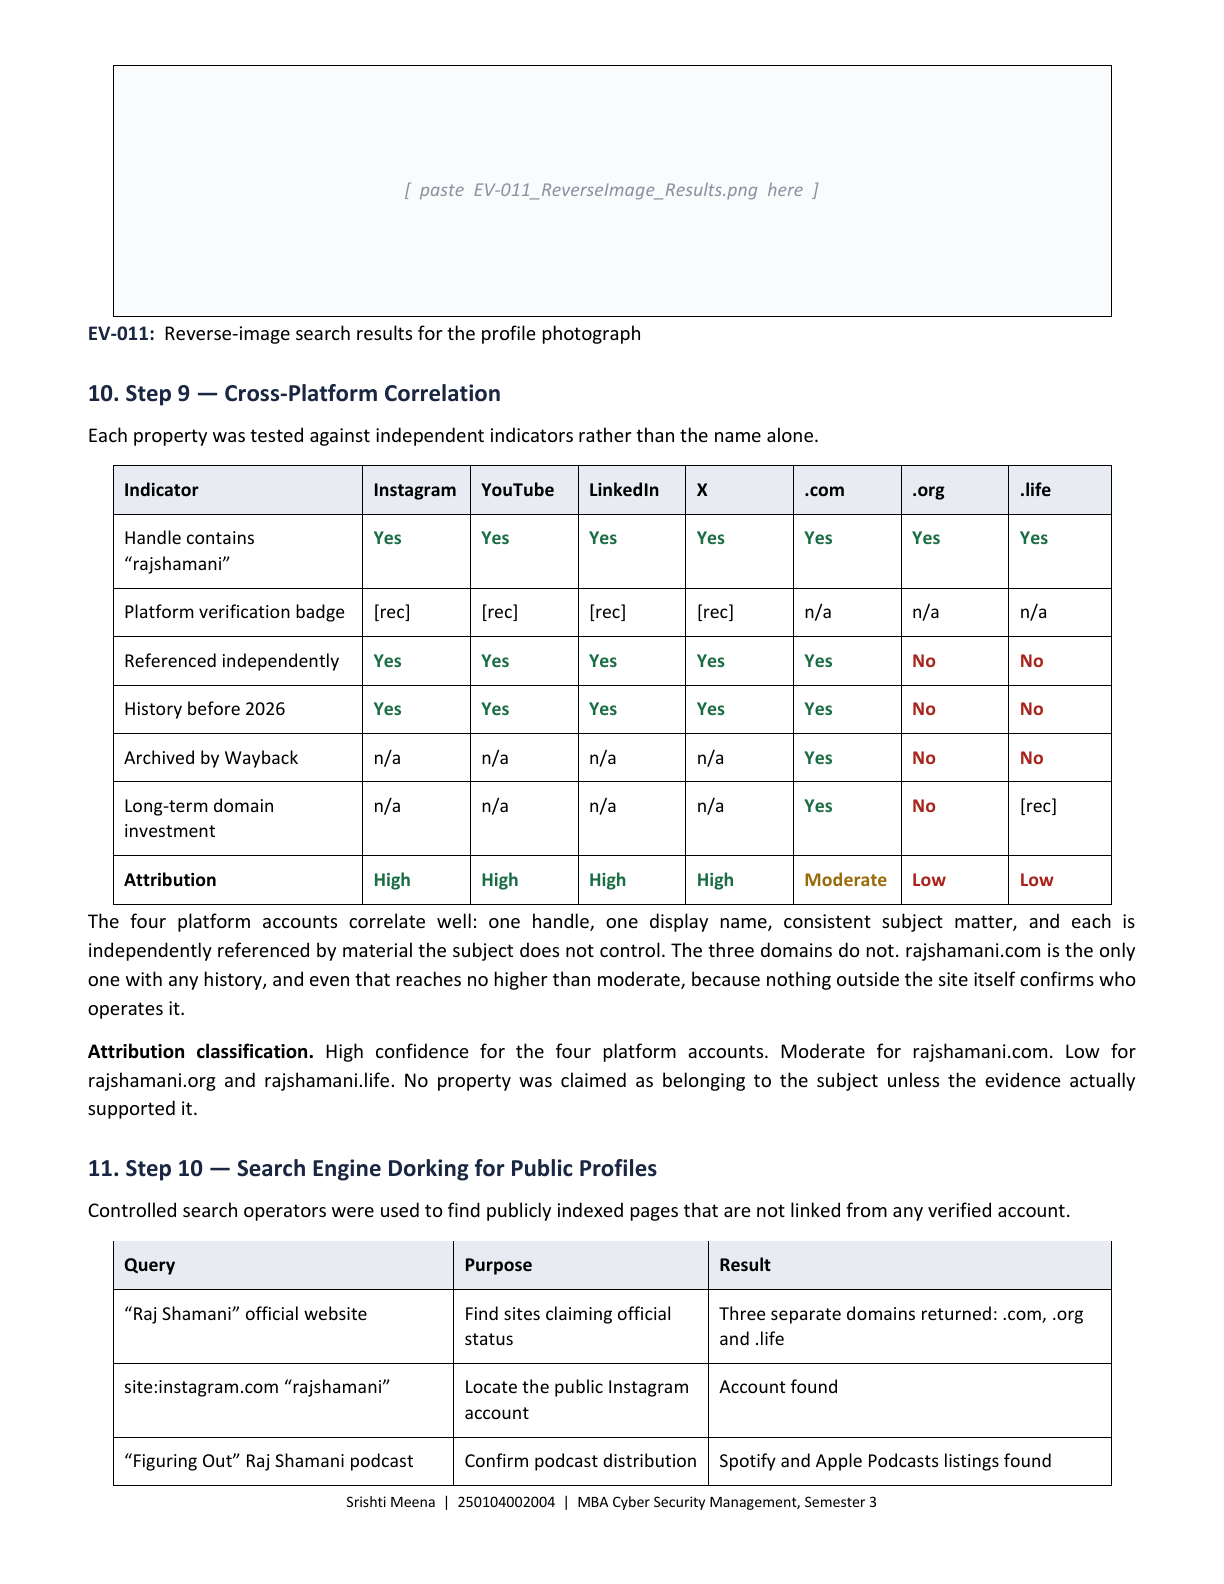 [ paste EV-011_ReverseImage_Results.png here ]
EV-011: Reverse-image search results for the profile photograph
10. Step 9 — Cross-Platform Correlation
Each property was tested against independent indicators rather than the name alone.
Indicator Instagram YouTube LinkedIn X .com .org .life
Handle contains “rajshamani” Yes Yes Yes Yes Yes Yes Yes
Platform verification badge [rec] [rec] [rec] [rec] n/a n/a n/a
Referenced independently Yes Yes Yes Yes Yes No No
History before 2026 Yes Yes Yes Yes Yes No No
Archived by Wayback n/a n/a n/a n/a Yes No No
Long-term domain investment n/a n/a n/a n/a Yes No [rec]
Attribution High High High High Moderate Low Low
The four platform accounts correlate well: one handle, one display name, consistent subject matter, and each is
independently referenced by material the subject does not control. The three domains do not. rajshamani.com is the only
one with any history, and even that reaches no higher than moderate, because nothing outside the site itself confirms who
operates it.
Attribution classification. High confidence for the four platform accounts. Moderate for rajshamani.com. Low for
rajshamani.org and rajshamani.life. No property was claimed as belonging to the subject unless the evidence actually
supported it.
11. Step 10 — Search Engine Dorking for Public Profiles
Controlled search operators were used to find publicly indexed pages that are not linked from any verified account.
Query Purpose Result
“Raj Shamani” official website Find sites claiming official status Three separate domains returned: .com, .org and .life
site:instagram.com “rajshamani” Locate the public Instagram account Account found
“Figuring Out” Raj Shamani podcast Confirm podcast distribution Spotify and Apple Podcasts listings found
Srishti Meena | 250104002004 | MBA Cyber Security Management, Semester 3